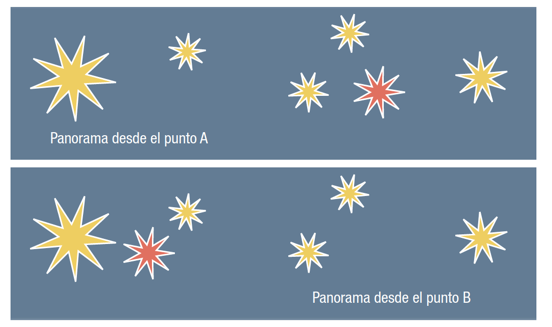 Panorama desde el punto A
Panorama desde el punto B